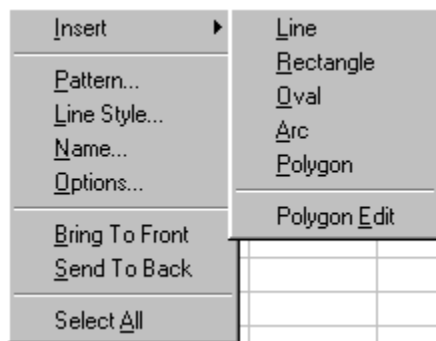 Insert
Pattern...
Line Style...
Name...
Options...
Bring To Front
Send To Back
Select All
Line
Rectangle
Oval
Arc
Polygon
Polygon Edit